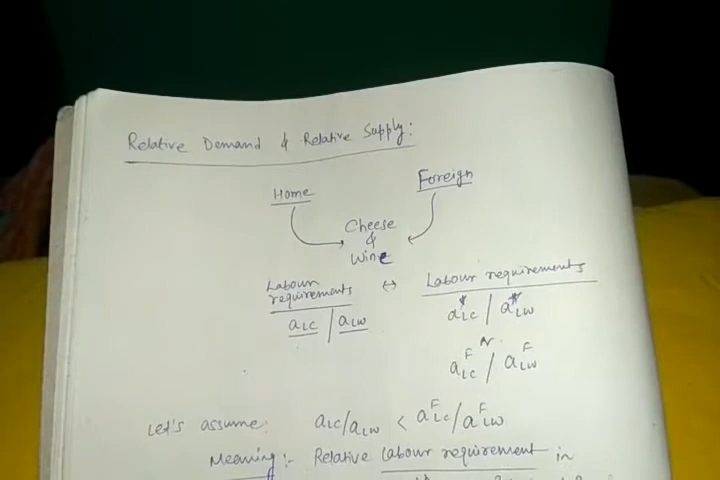 Relative Demand & Relative Supply:
Home
Foreign
Cheese
&
Wine
Labour
requirements
↔
Labour requirements
aLC / aLW
a*LC / a*LW
or
aFLC / aFLW
Let's assume: aLC/aLW < aFLC/aFLW
Meaning:- Relative Labour requirement in